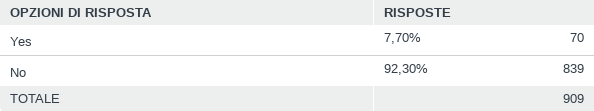 OPZIONI DI RISPOSTA RISPOSTE
Yes 7,70% 70
No 92,30% 839
TOTALE 909